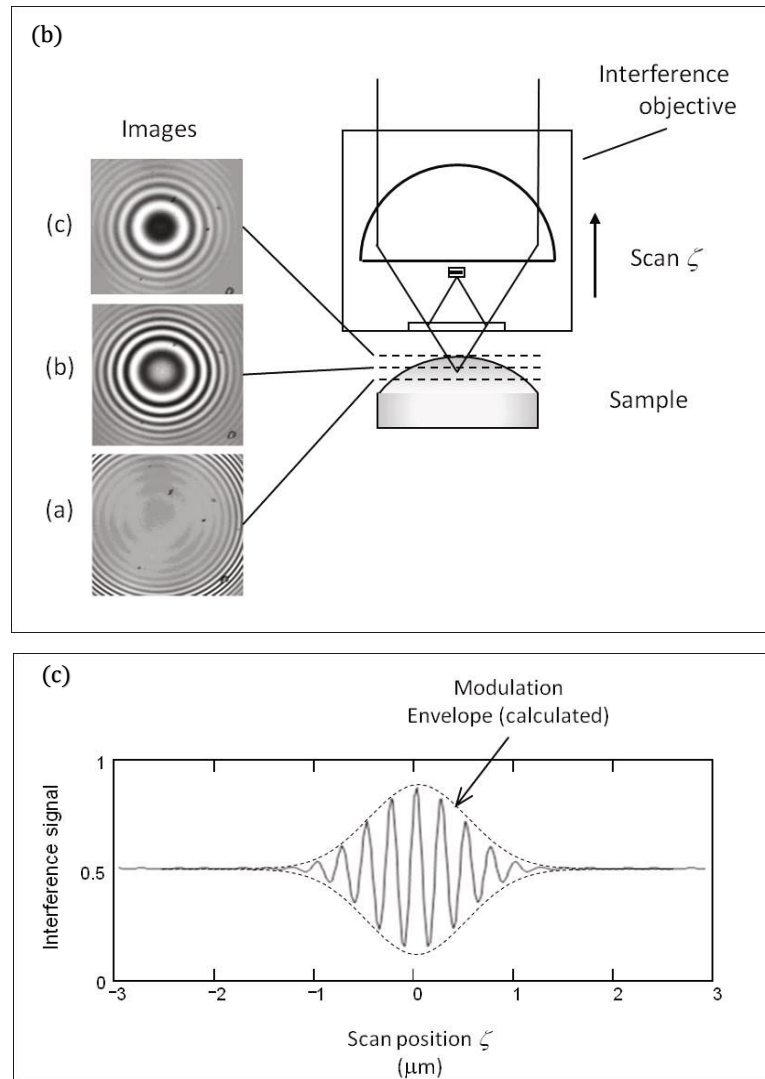 (b)
Interference
objective
Images
(c)
Scan ζ
(b)
Sample
(a)
(c)
Modulation
Envelope (calculated)
1
Interference signal
0.5
0
−3
−2
−1
0
1
2
3
Scan position ζ
(μm)